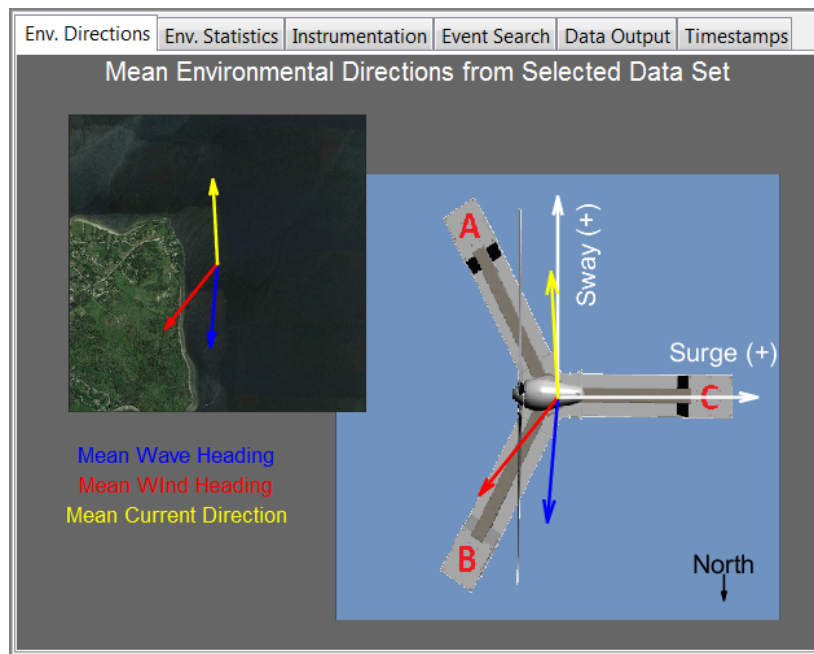 Env. Directions Env. Statistics Instrumentation Event Search Data Output Timestamps
Mean Environmental Directions from Selected Data Set
A
Sway (+)
Surge (+)
C
B
North
Mean Wave Heading
Mean WInd Heading
Mean Current Direction